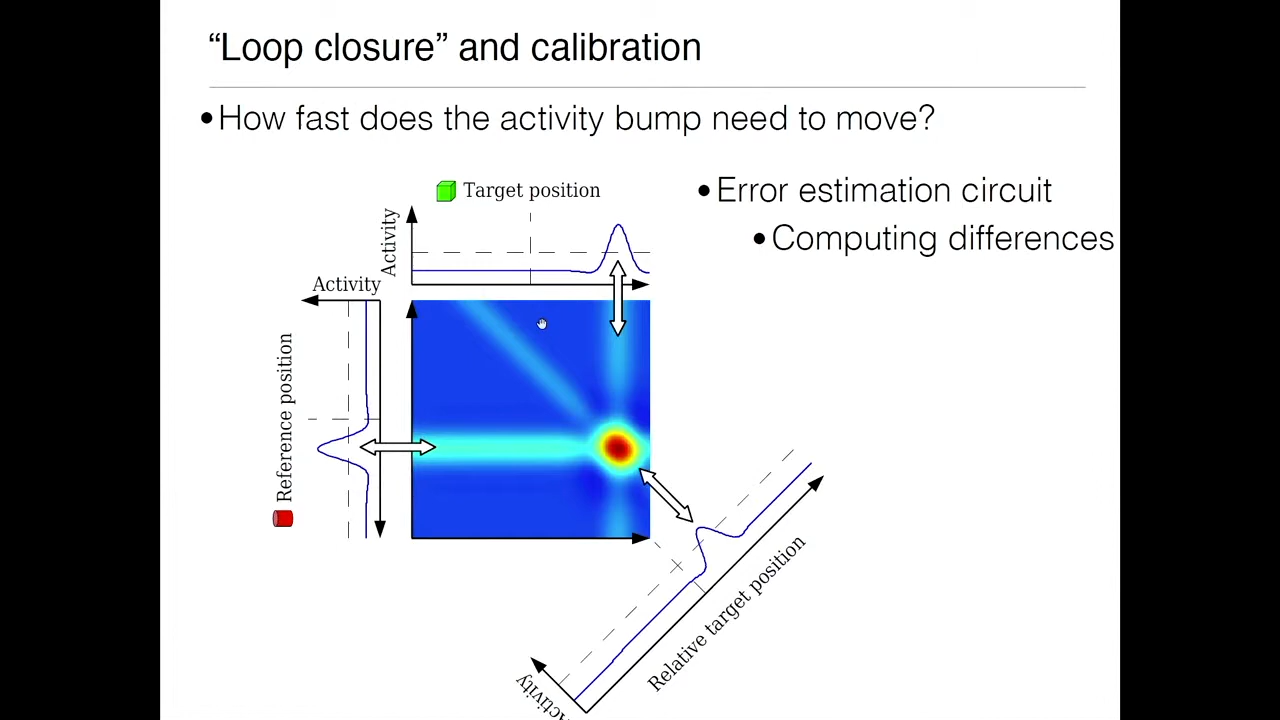 “Loop closure” and calibration
•How fast does the activity bump need to move?
•Error estimation circuit
•Computing differences
Target position
Activity
Activity
Reference position
Relative target position
Activity